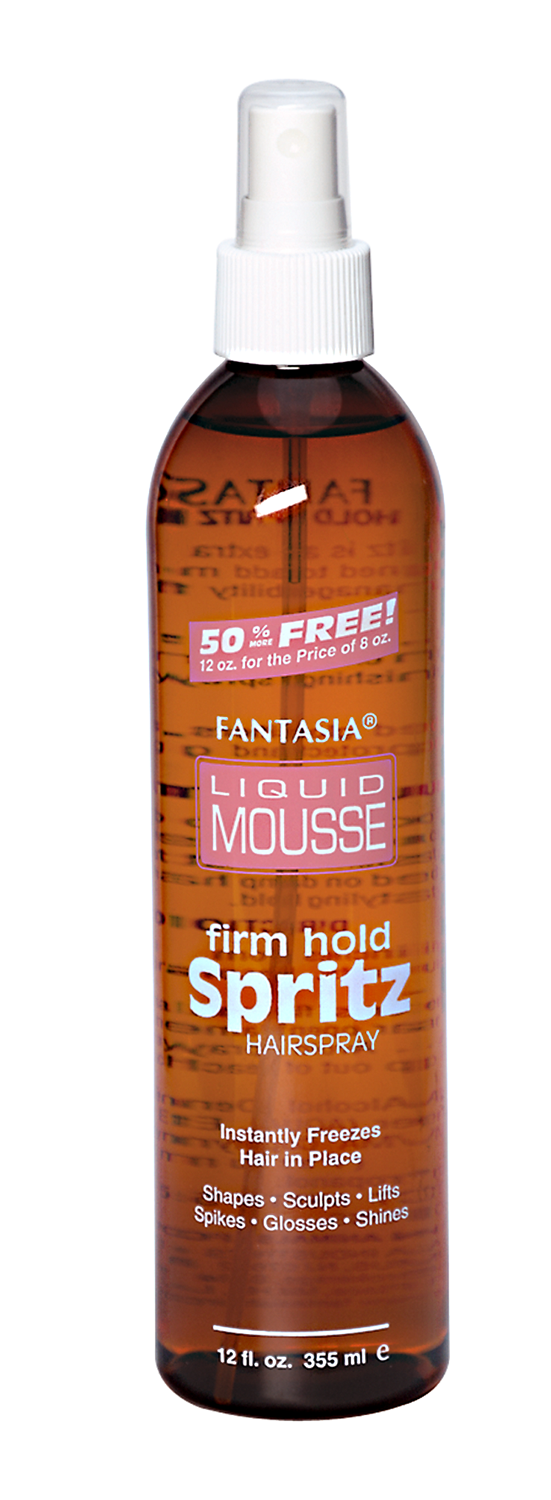 50 % MORE FREE!
12 oz. for the Price of 8 oz.
FANTASIA®
LIQUID
MOUSSE
firm hold
Spritz
HAIRSPRAY
Instantly Freezes
Hair in Place
Shapes • Sculpts • Lifts
Spikes • Glosses • Shines
12 fl. oz. 355 ml e